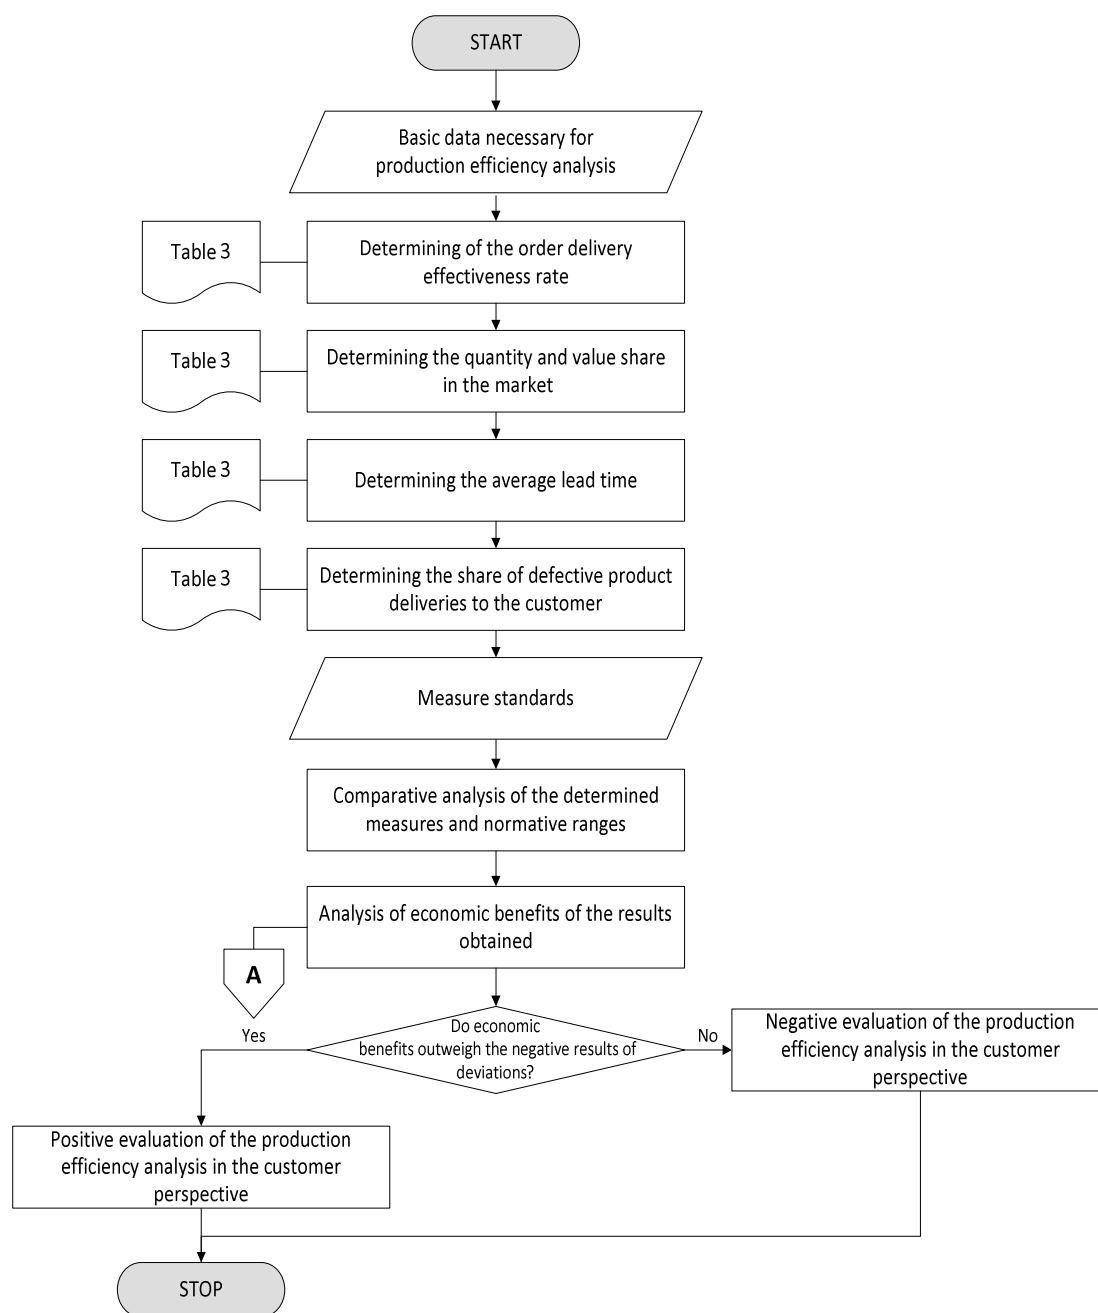 START
Basic data necessary for
production efficiency analysis
Table 3
Determining of the order delivery
effectiveness rate
Table 3
Determining the quantity and value share
in the market
Table 3
Determining the average lead time
Table 3
Determining the share of defective product
deliveries to the customer
Measure standards
Comparative analysis of the determined
measures and normative ranges
Analysis of economic benefits of the results
obtained
A
Do economic
benefits outweigh the negative results of
deviations?
Yes
No
Negative evaluation of the production
efficiency analysis in the customer
perspective
Positive evaluation of the production
efficiency analysis in the customer
perspective
STOP